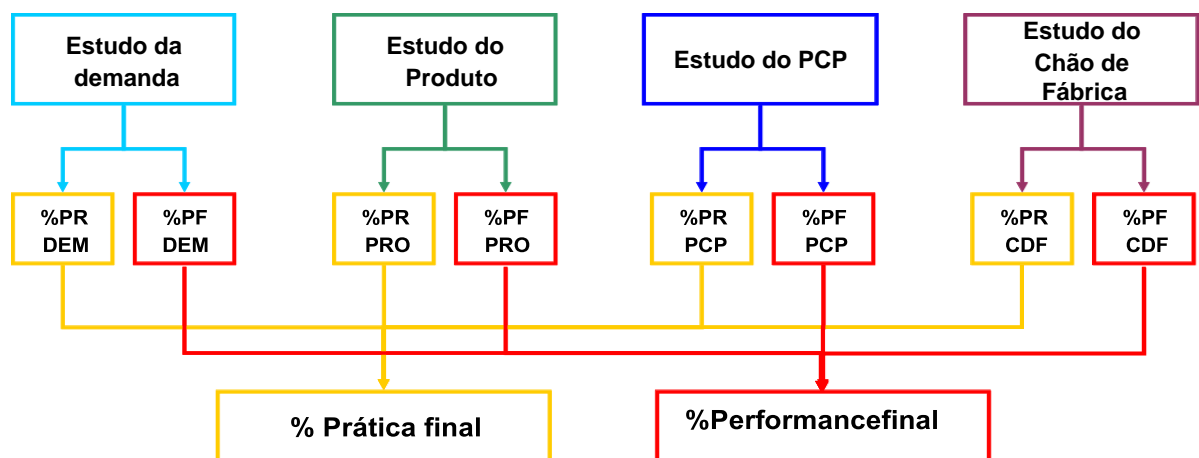 Estudo da
demanda
Estudo do
Produto
Estudo do PCP
Estudo do
Chão de
Fábrica
%PR
DEM
%PF
DEM
%PR
PRO
%PF
PRO
%PR
PCP
%PF
PCP
%PR
CDF
%PF
CDF
% Prática final
%Performancefinal